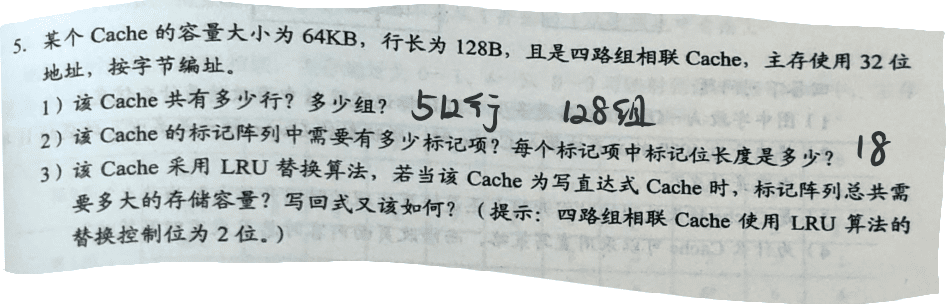 5. 某个 Cache 的容量大小为 64KB，行长为 128B，且是四路组相联 Cache，主存使用 32 位
地址，按字节编址。
1）该 Cache 共有多少行？多少组？ 512行 128组
2）该 Cache 的标记阵列中需要有多少标记项？每个标记项中标记位长度是多少？ 18
3）该 Cache 采用 LRU 替换算法，若当该 Cache 为写直达式 Cache 时，标记阵列总共需
要多大的存储容量？写回式又该如何？（提示：四路组相联 Cache 使用 LRU 算法的
替换控制位为 2 位。）